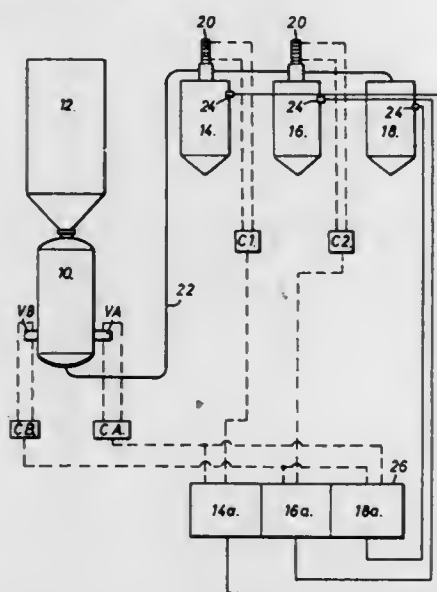 20
20
12.
24
14.
24
16.
24
18.
C1.
C2.
10.
VB
VA
22
CB.
CA.
26
14a.
16a.
18a.